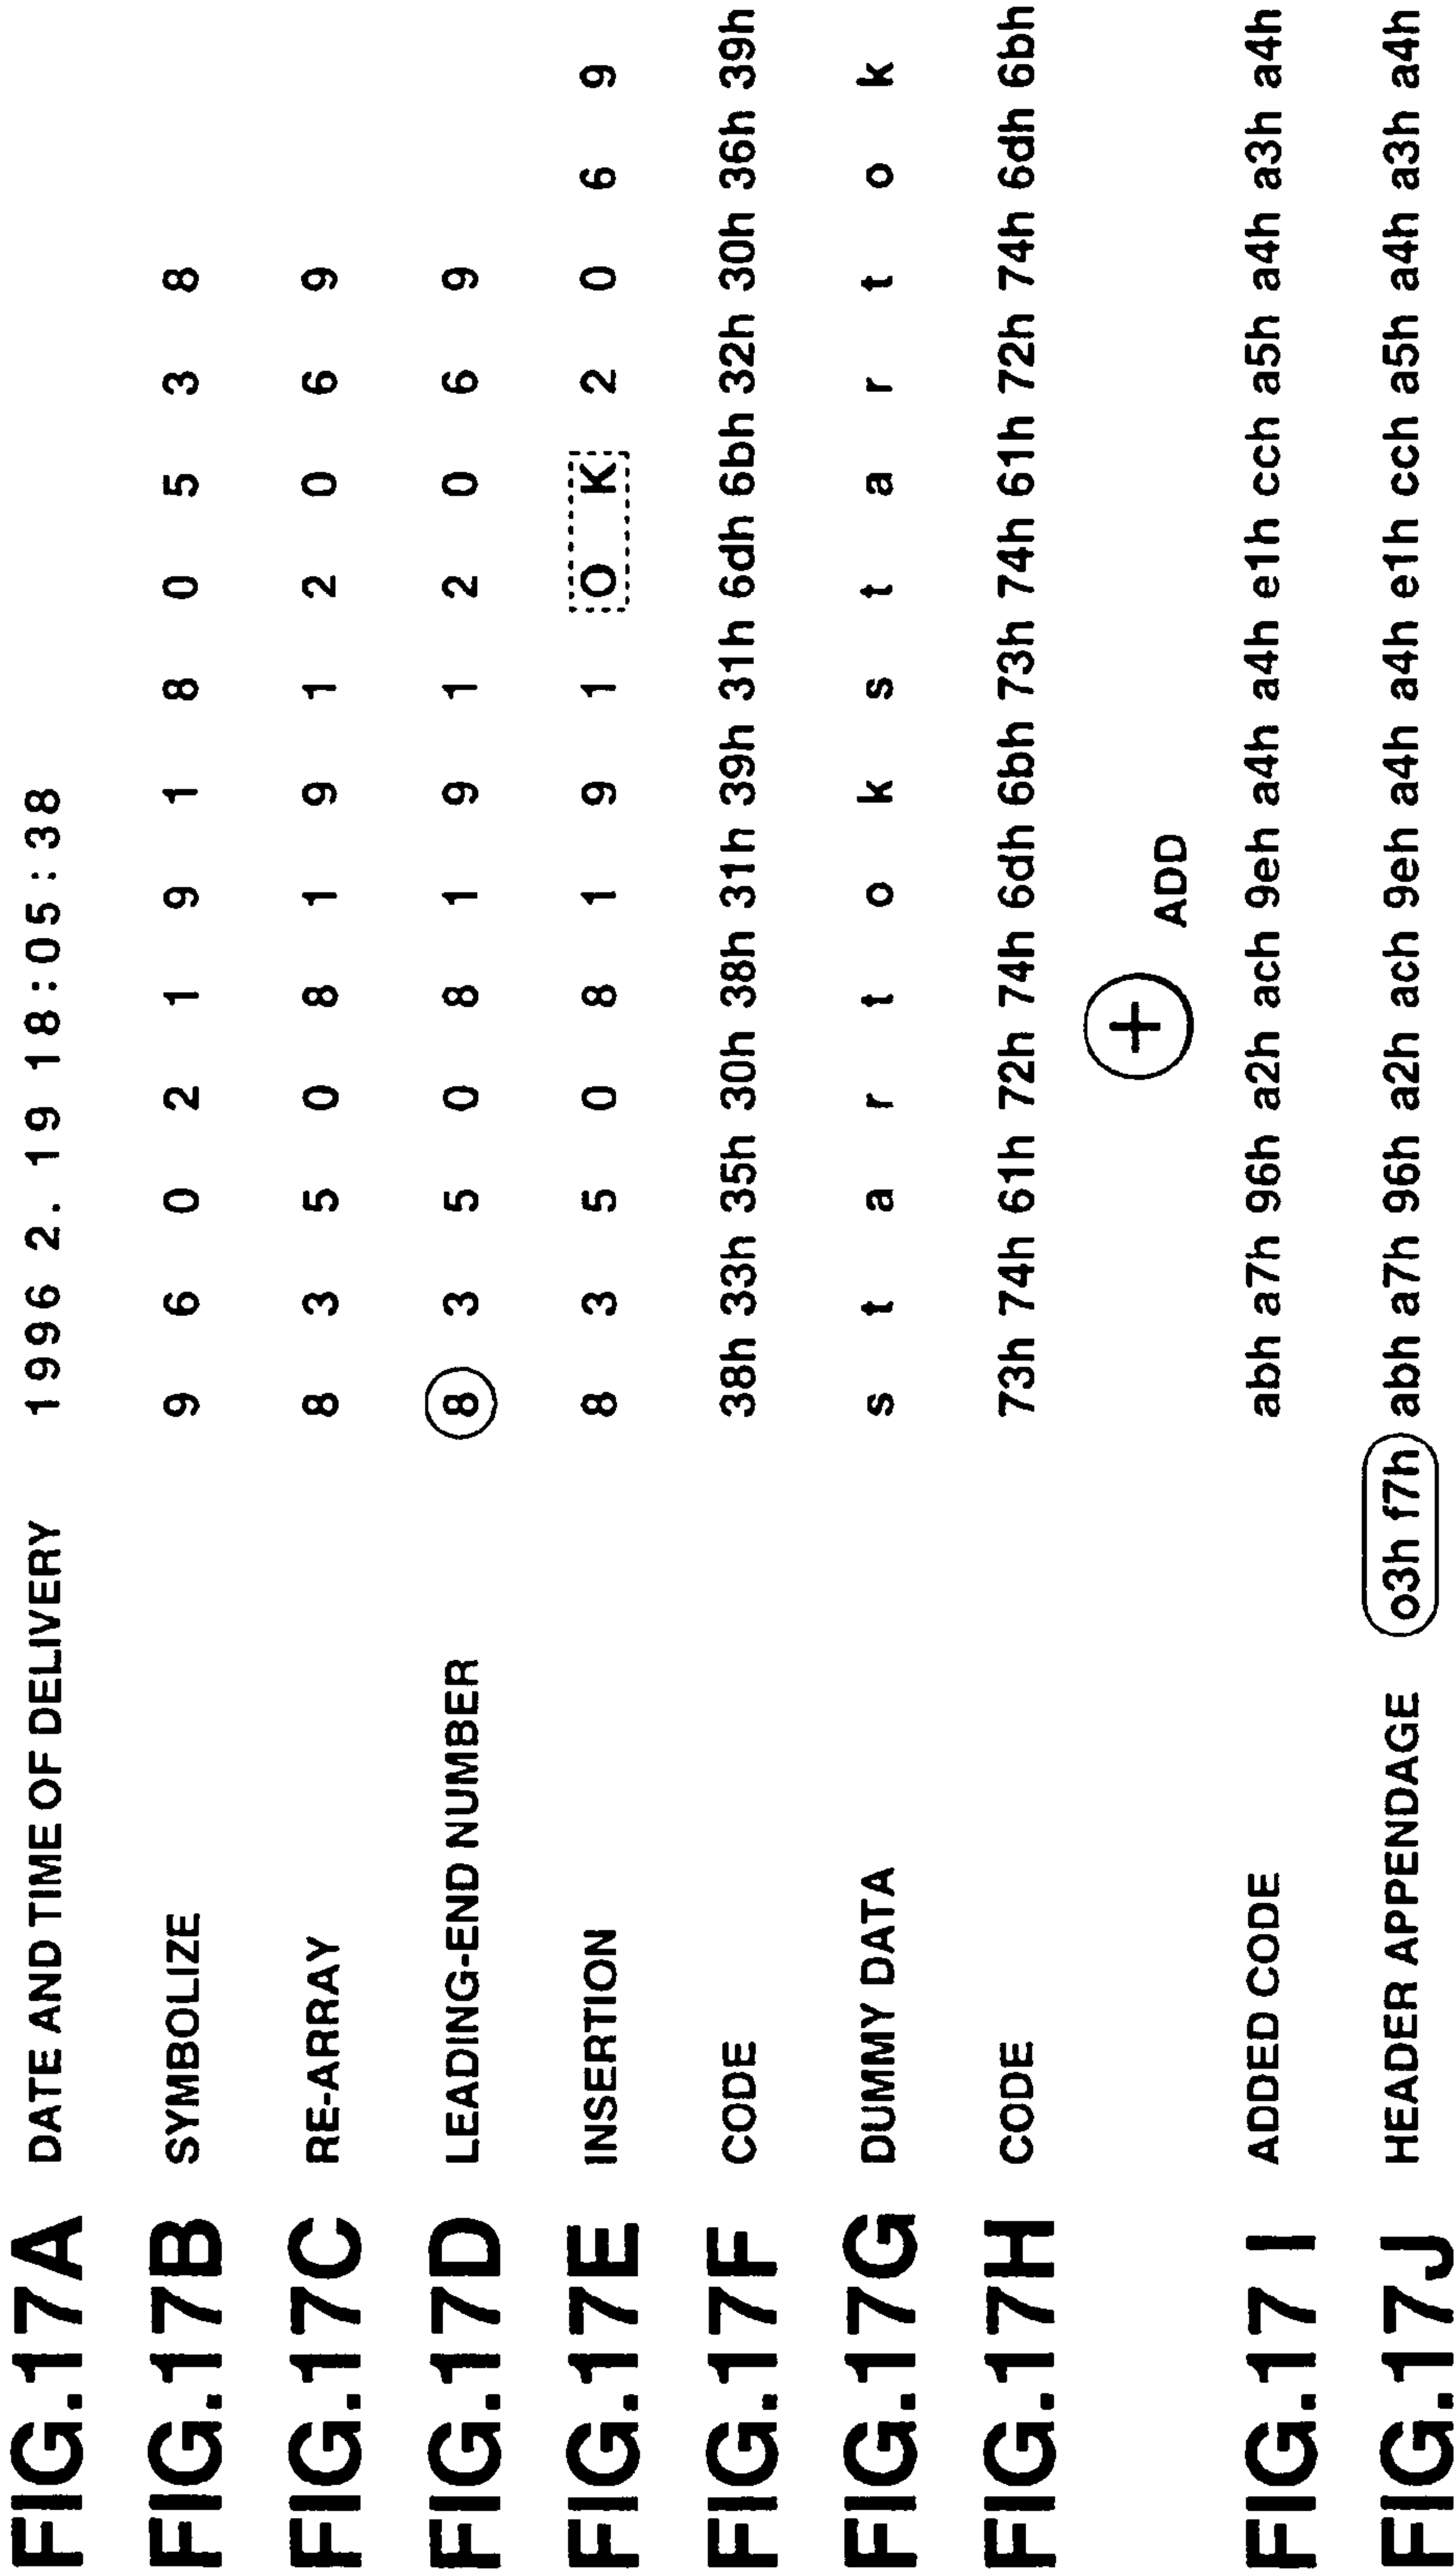 FIG.17A DATE AND TIME OF DELIVERY 1996 2. 19 18:05:38
FIG.17B SYMBOLIZE 9 6 0 2 1 9 1 8 0 5 3 8
FIG.17C RE-ARRAY 8 3 5 0 8 1 9 1 2 0 6 9
FIG.17D LEADING-END NUMBER 8 3 5 0 8 1 9 1 2 0 6 9
FIG.17E INSERTION 8 3 5 0 8 1 9 1 O K 2 0 6 9
FIG.17F CODE 38h 33h 35h 30h 38h 31h 39h 31h 6dh 6bh 32h 30h 36h 39h
FIG.17G DUMMY DATA s t a r t o k s t a r t o k
FIG.17H CODE 73h 74h 61h 72h 74h 6dh 6bh 73h 74h 61h 72h 74h 6dh 6bh
+ ADD
FIG.17 I ADDED CODE abh a7h 96h a2h ach 9eh a4h a4h e1h cch a5h a4h a3h a4h
FIG.17J HEADER APPENDAGE o3h f7h abh a7h 96h a2h ach 9eh a4h a4h e1h cch a5h a4h a3h a4h